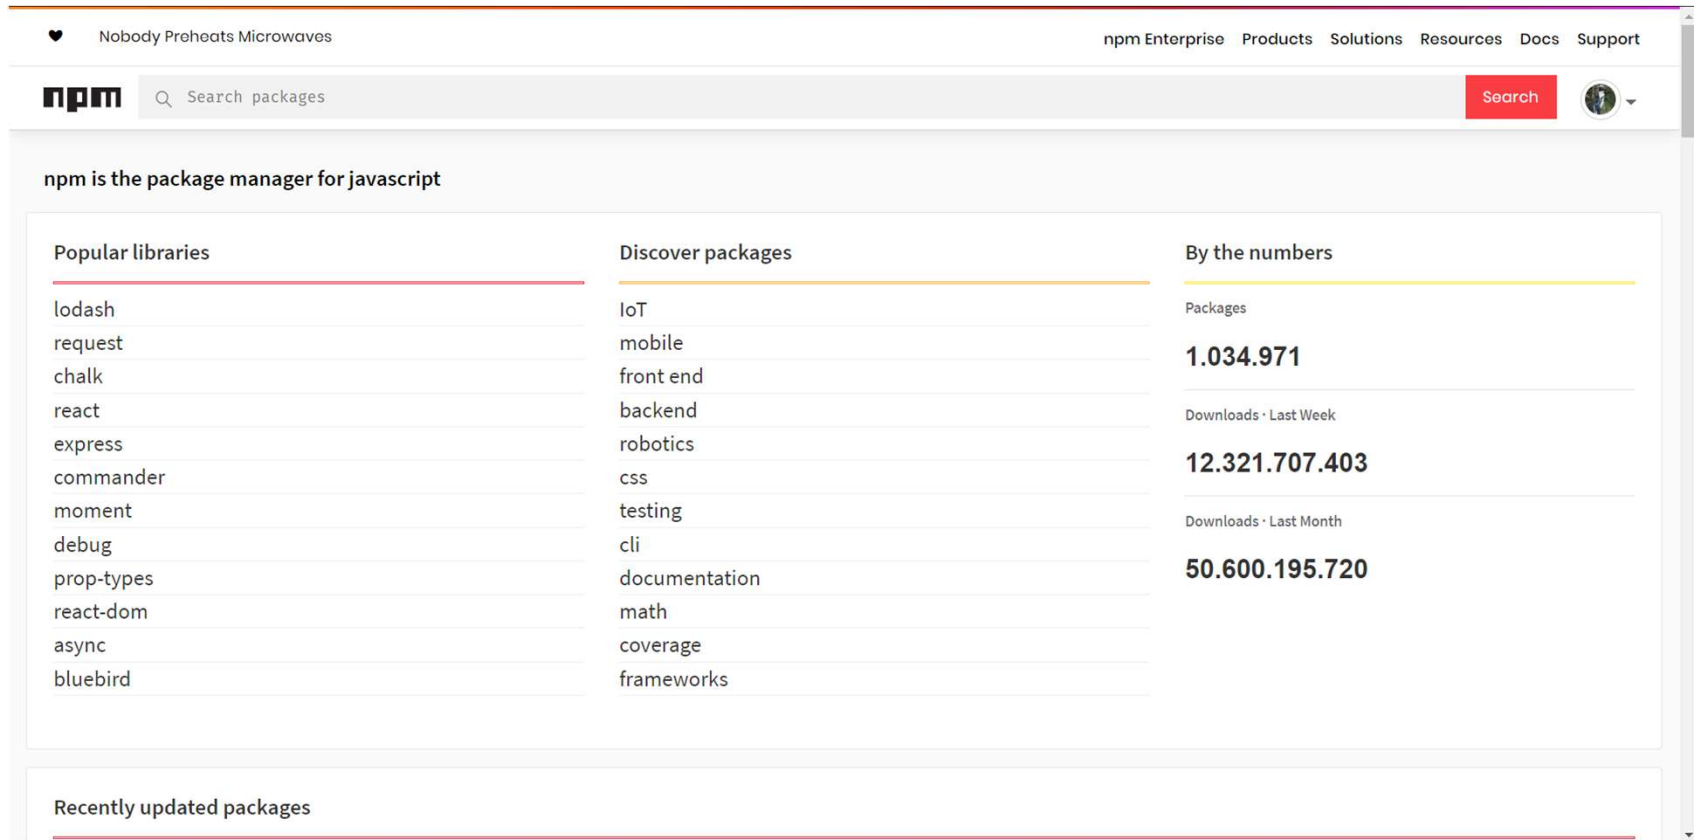 Nobody Preheats Microwaves
npm Enterprise Products Solutions Resources Docs Support
npm
Search packages
Search
npm is the package manager for javascript
Popular libraries
lodash
request
chalk
react
express
commander
moment
debug
prop-types
react-dom
async
bluebird
Discover packages
IoT
mobile
front end
backend
robotics
css
testing
cli
documentation
math
coverage
frameworks
By the numbers
Packages
1.034.971
Downloads · Last Week
12.321.707.403
Downloads · Last Month
50.600.195.720
Recently updated packages